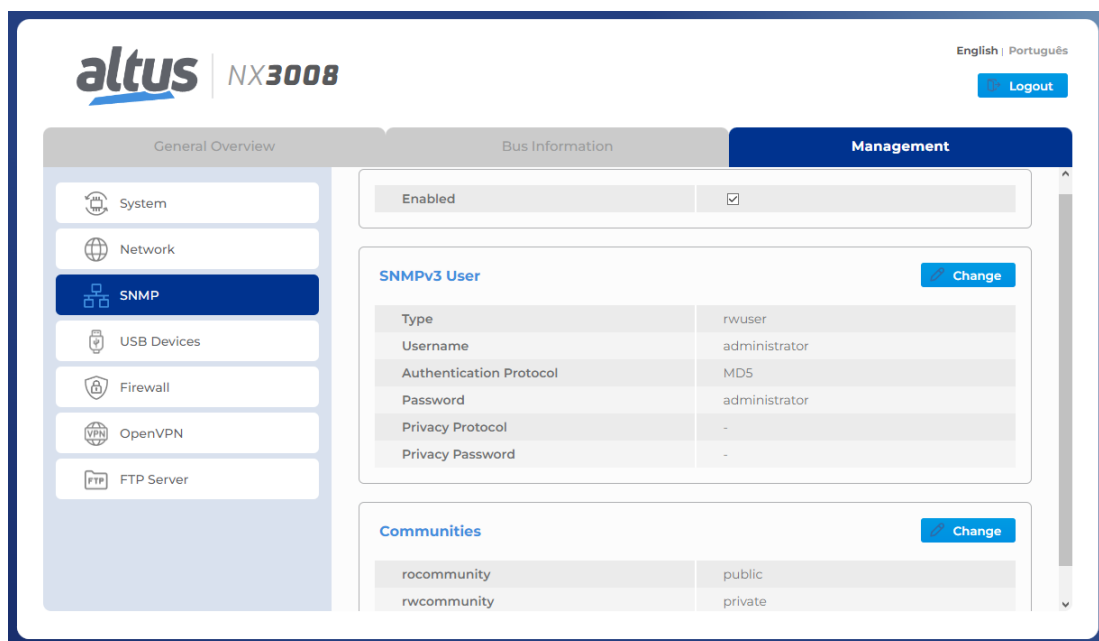 altus NX3008
English | Português
Logout
General Overview Bus Information Management
System
Network
SNMP
USB Devices
Firewall
VPN OpenVPN
FTP FTP Server
Enabled
SNMPv3 User Change
Type rwuser
Username administrator
Authentication Protocol MD5
Password administrator
Privacy Protocol -
Privacy Password -
Communities Change
rocommunity public
rwcommunity private